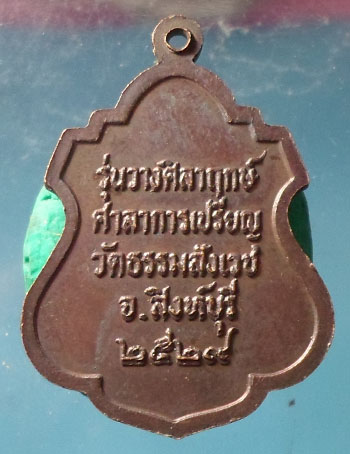 รุ่นวางศิลาฤกษ์
ศาลาการเปรียญ
วัดธรรมสังเวช
อ.สิงห์บุรี
๒๕๒๙